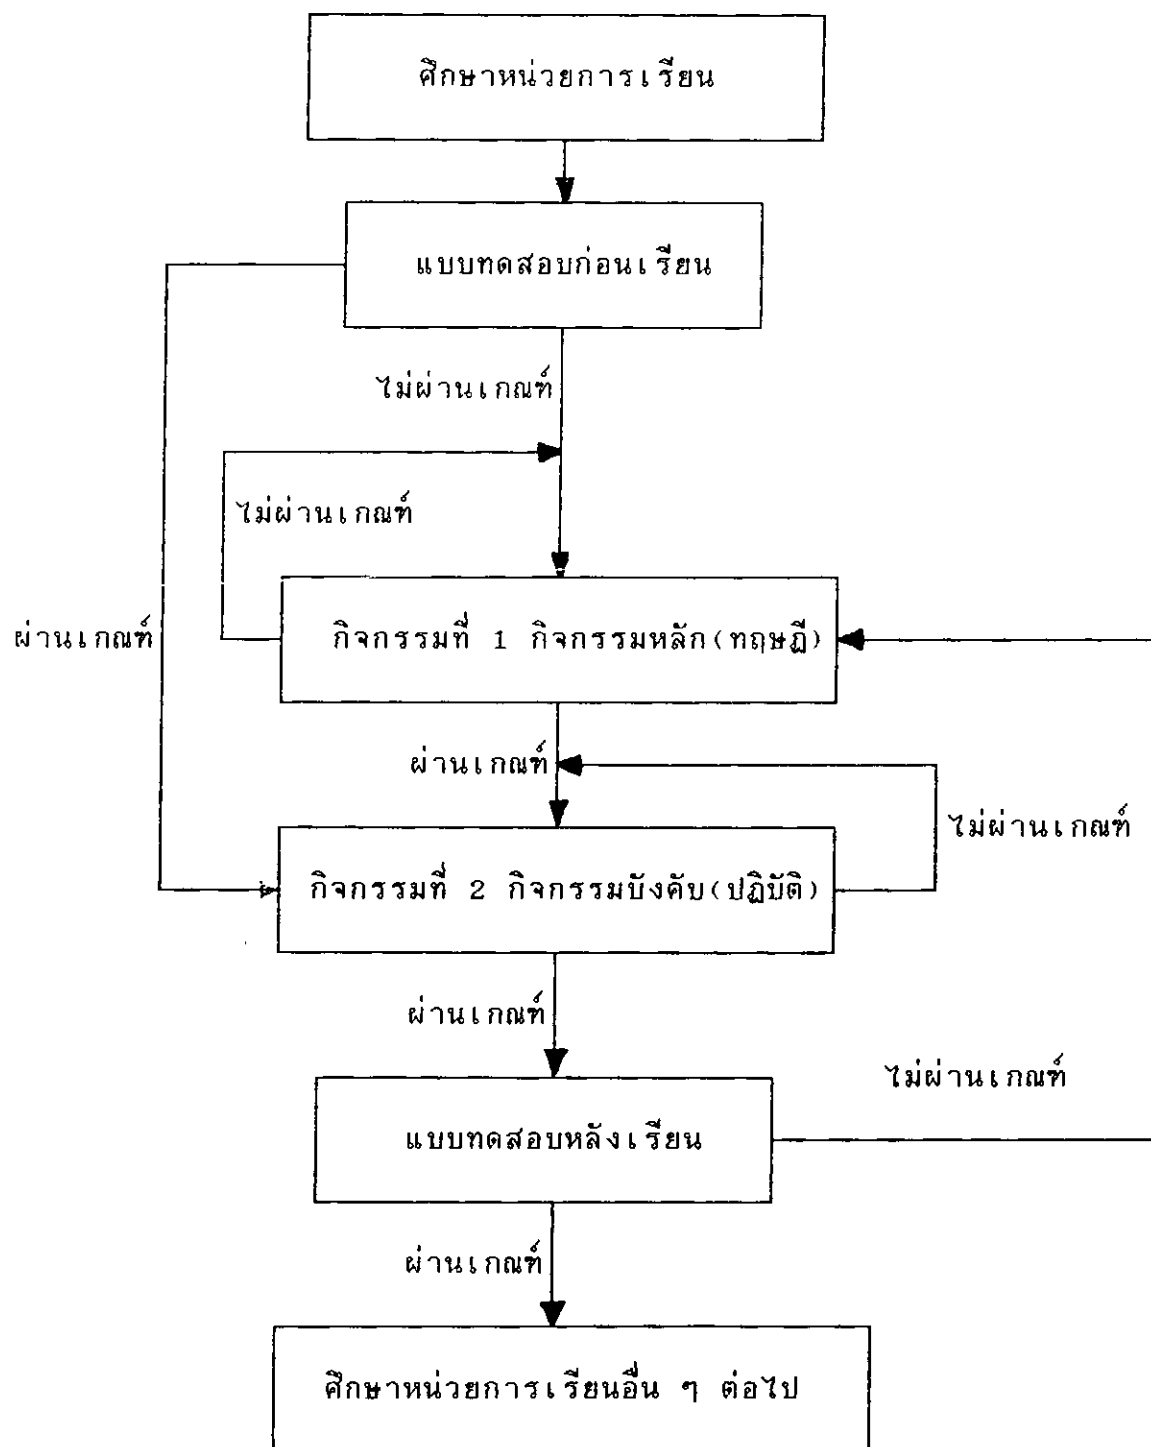 ศึกษาหน่วยการเรียน
แบบทดสอบก่อนเรียน
ไม่ผ่านเกณฑ์
ไม่ผ่านเกณฑ์
ผ่านเกณฑ์
กิจกรรมที่ 1 กิจกรรมหลัก(ทฤษฎี)
ผ่านเกณฑ์
ไม่ผ่านเกณฑ์
กิจกรรมที่ 2 กิจกรรมบังคับ(ปฏิบัติ)
ผ่านเกณฑ์
ไม่ผ่านเกณฑ์
แบบทดสอบหลังเรียน
ผ่านเกณฑ์
ศึกษาหน่วยการเรียนอื่น ๆ ต่อไป